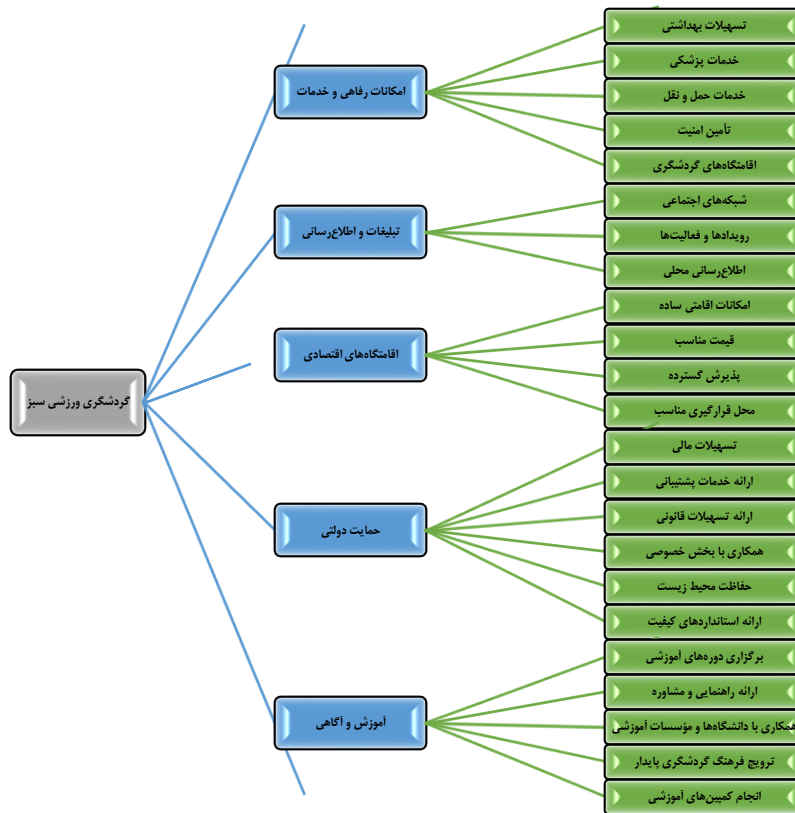 گردشگری ورزشی سبز
امکانات رفاهی و خدمات
تسهیلات بهداشتی
خدمات پزشکی
خدمات حمل و نقل
تأمین امنیت
اقامتگاه‌های گردشگری
تبلیغات و اطلاع‌رسانی
شبکه‌های اجتماعی
رویدادها و فعالیت‌ها
اطلاع‌رسانی محلی
اقامتگاه‌های اقتصادی
امکانات اقامتی ساده
قیمت مناسب
پذیرش گسترده
محل قرارگیری مناسب
حمایت دولتی
تسهیلات مالی
ارائه خدمات پشتیبانی
ارائه تسهیلات قانونی
همکاری با بخش خصوصی
حفاظت محیط زیست
ارائه استانداردهای کیفیت
آموزش و آگاهی
برگزاری دوره‌های آموزشی
ارائه راهنمایی و مشاوره
همکاری با دانشگاه‌ها و مؤسسات آموزشی
ترویج فرهنگ گردشگری پایدار
انجام کمپین‌های آموزشی